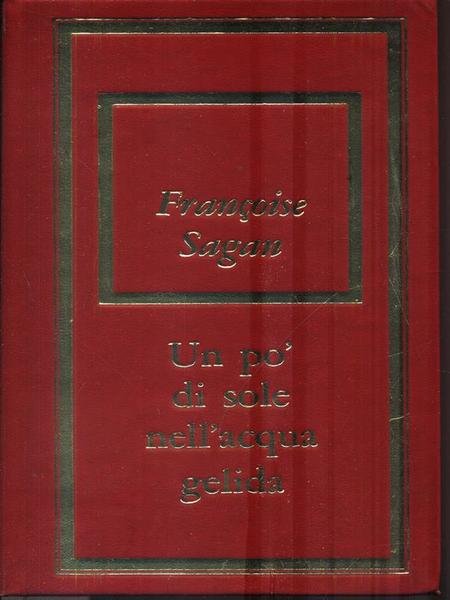 Françoise
Sagan
Un po'
di sole
nell'acqua
gelida